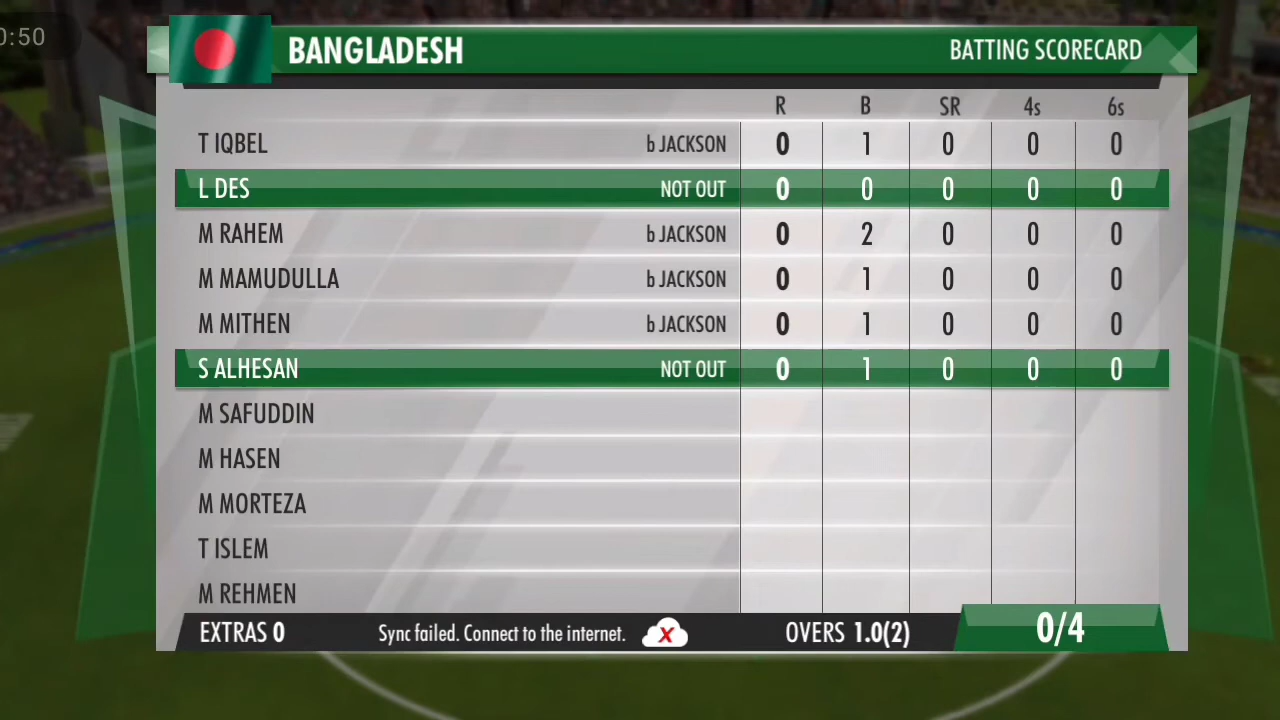 0:50
BANGLADESH BATTING SCORECARD
R B SR 4s 6s
T IQBEL b JACKSON 0 1 0 0 0
L DES NOT OUT 0 0 0 0 0
M RAHEM b JACKSON 0 2 0 0 0
M MAMUDULLA b JACKSON 0 1 0 0 0
M MITHEN b JACKSON 0 1 0 0 0
S ALHESAN NOT OUT 0 1 0 0 0
M SAFUDDIN
M HASEN
M MORTEZA
T ISLEM
M REHMEN
EXTRAS 0 Sync failed. Connect to the internet. X OVERS 1.0(2) 0/4